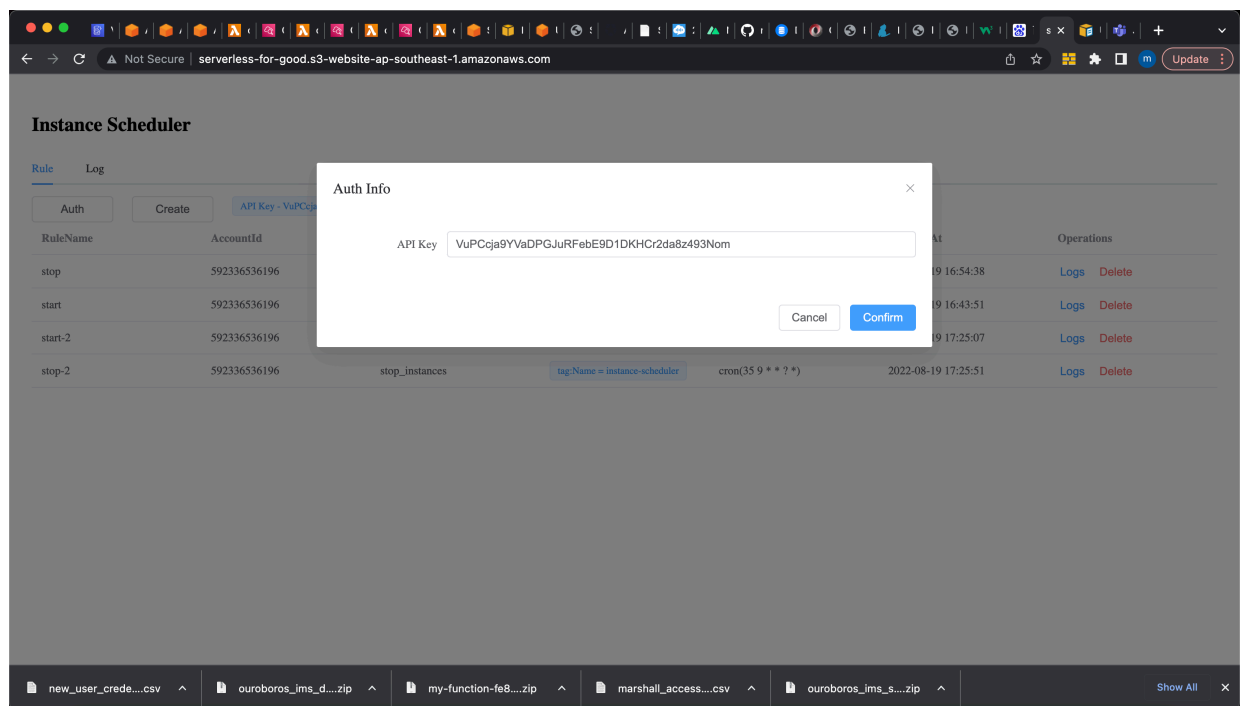 s
Not Secure | serverless-for-good.s3-website-ap-southeast-1.amazonaws.com
m
Update
Instance Scheduler
Rule Log
Auth Create API Key - VuPCcja
RuleName AccountId At Operations
stop 592336536196 19 16:54:38 Logs Delete
start 592336536196 19 16:43:51 Logs Delete
start-2 592336536196 19 17:25:07 Logs Delete
stop-2 592336536196 stop_instances tag:Name = instance-scheduler cron(35 9 * * ? *) 2022-08-19 17:25:51 Logs Delete
Auth Info
API Key VuPCcja9YVaDPGJuRFebE9D1DKHCr2da8z493Nom
Cancel Confirm
new_user_crede....csv ouroboros_ims_d....zip my-function-fe8....zip marshall_access....csv ouroboros_ims_s....zip Show All